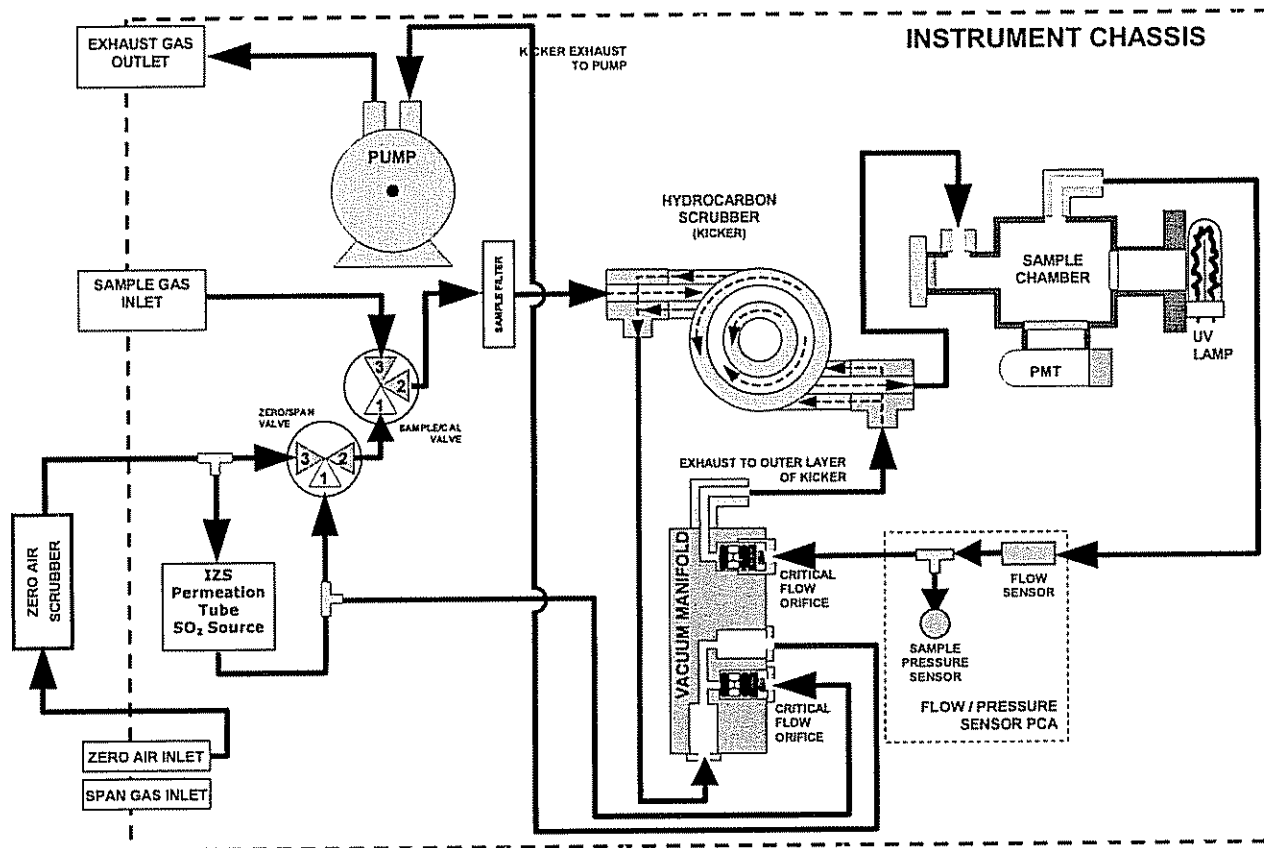 EXHAUST GAS
OUTLET
KICKER EXHAUST
TO PUMP
INSTRUMENT CHASSIS
PUMP
HYDROCARBON
SCRUBBER
(KICKER)
SAMPLE FILTER
SAMPLE
CHAMBER
SAMPLE GAS
INLET
UV
LAMP
PMT
3
2
1
SAMPLE/CAL
VALVE
ZERO/SPAN
VALVE
3
2
1
EXHAUST TO OUTER LAYER
OF KICKER
ZERO AIR
SCRUBBER
IZS
Permeation
Tube
SO₂ Source
VACUUM MANIFOLD
CRITICAL
FLOW
ORIFICE
FLOW
SENSOR
SAMPLE
PRESSURE
SENSOR
CRITICAL
FLOW
ORIFICE
FLOW / PRESSURE
SENSOR PCA
ZERO AIR INLET
SPAN GAS INLET